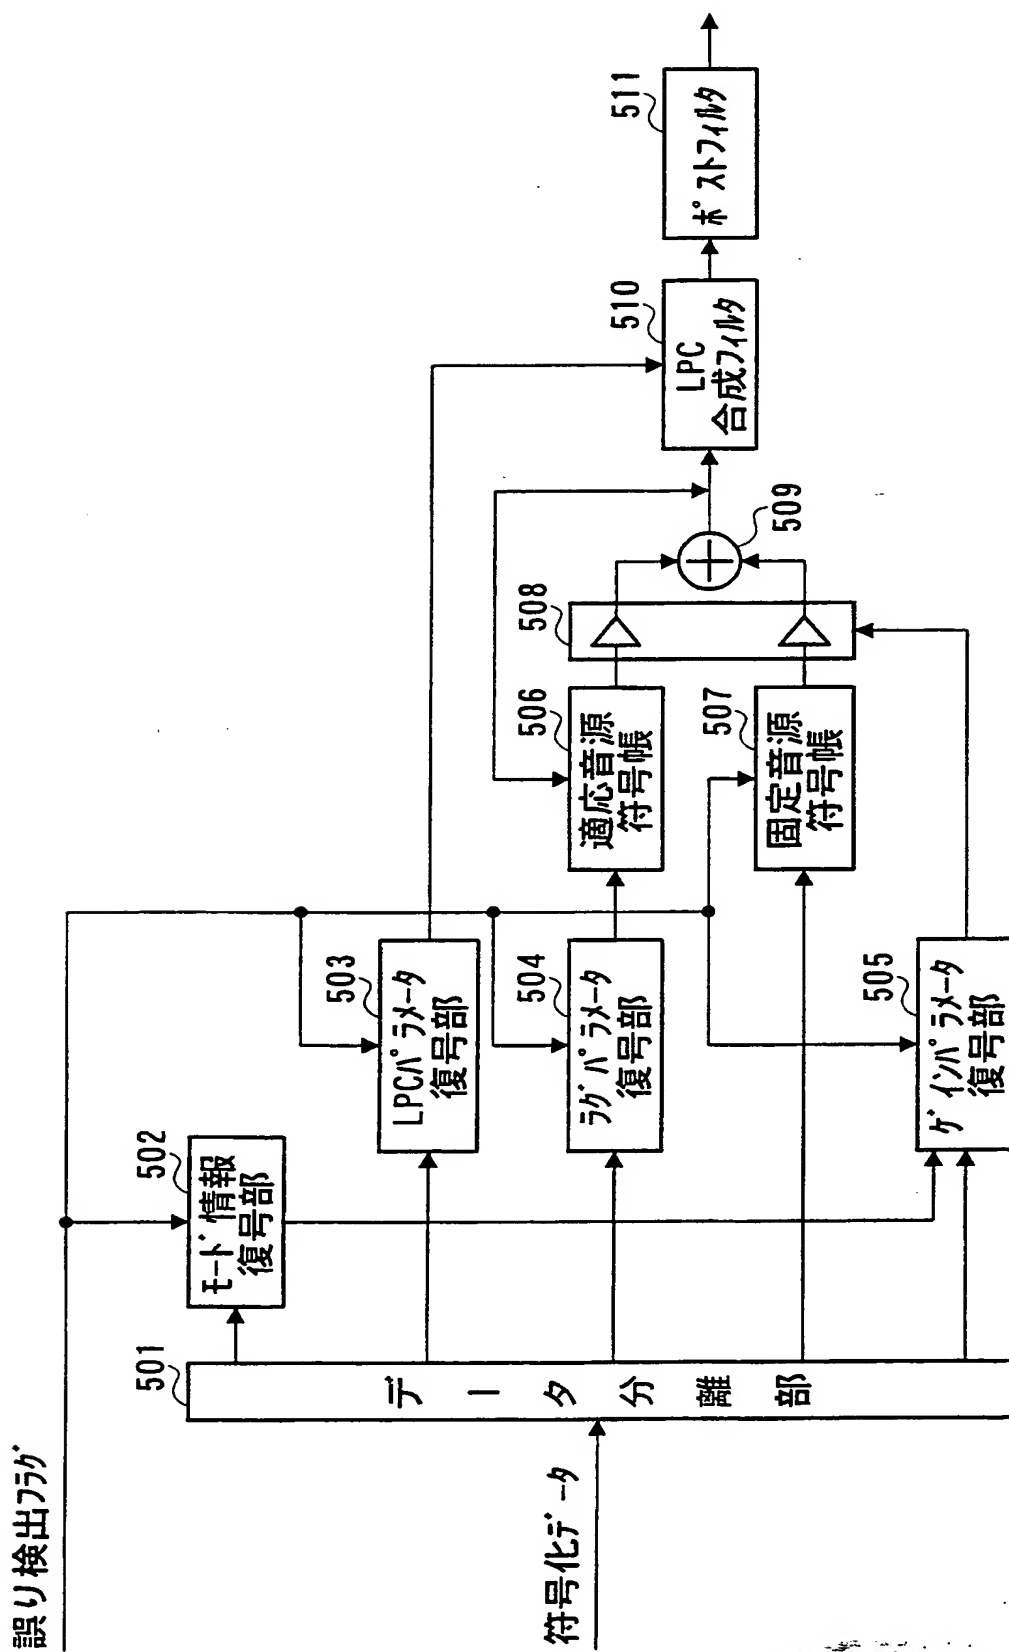 誤り検出フラグ
符号化データ
501
データ分離部
502
モード情報
復号部
503
LPCパラメータ
復号部
504
ラグパラメータ
復号部
505
ゲインパラメータ
復号部
506
適応音源
符号帳
507
固定音源
符号帳
508
509
510
LPC
合成フィルタ
511
ポストフィルタ